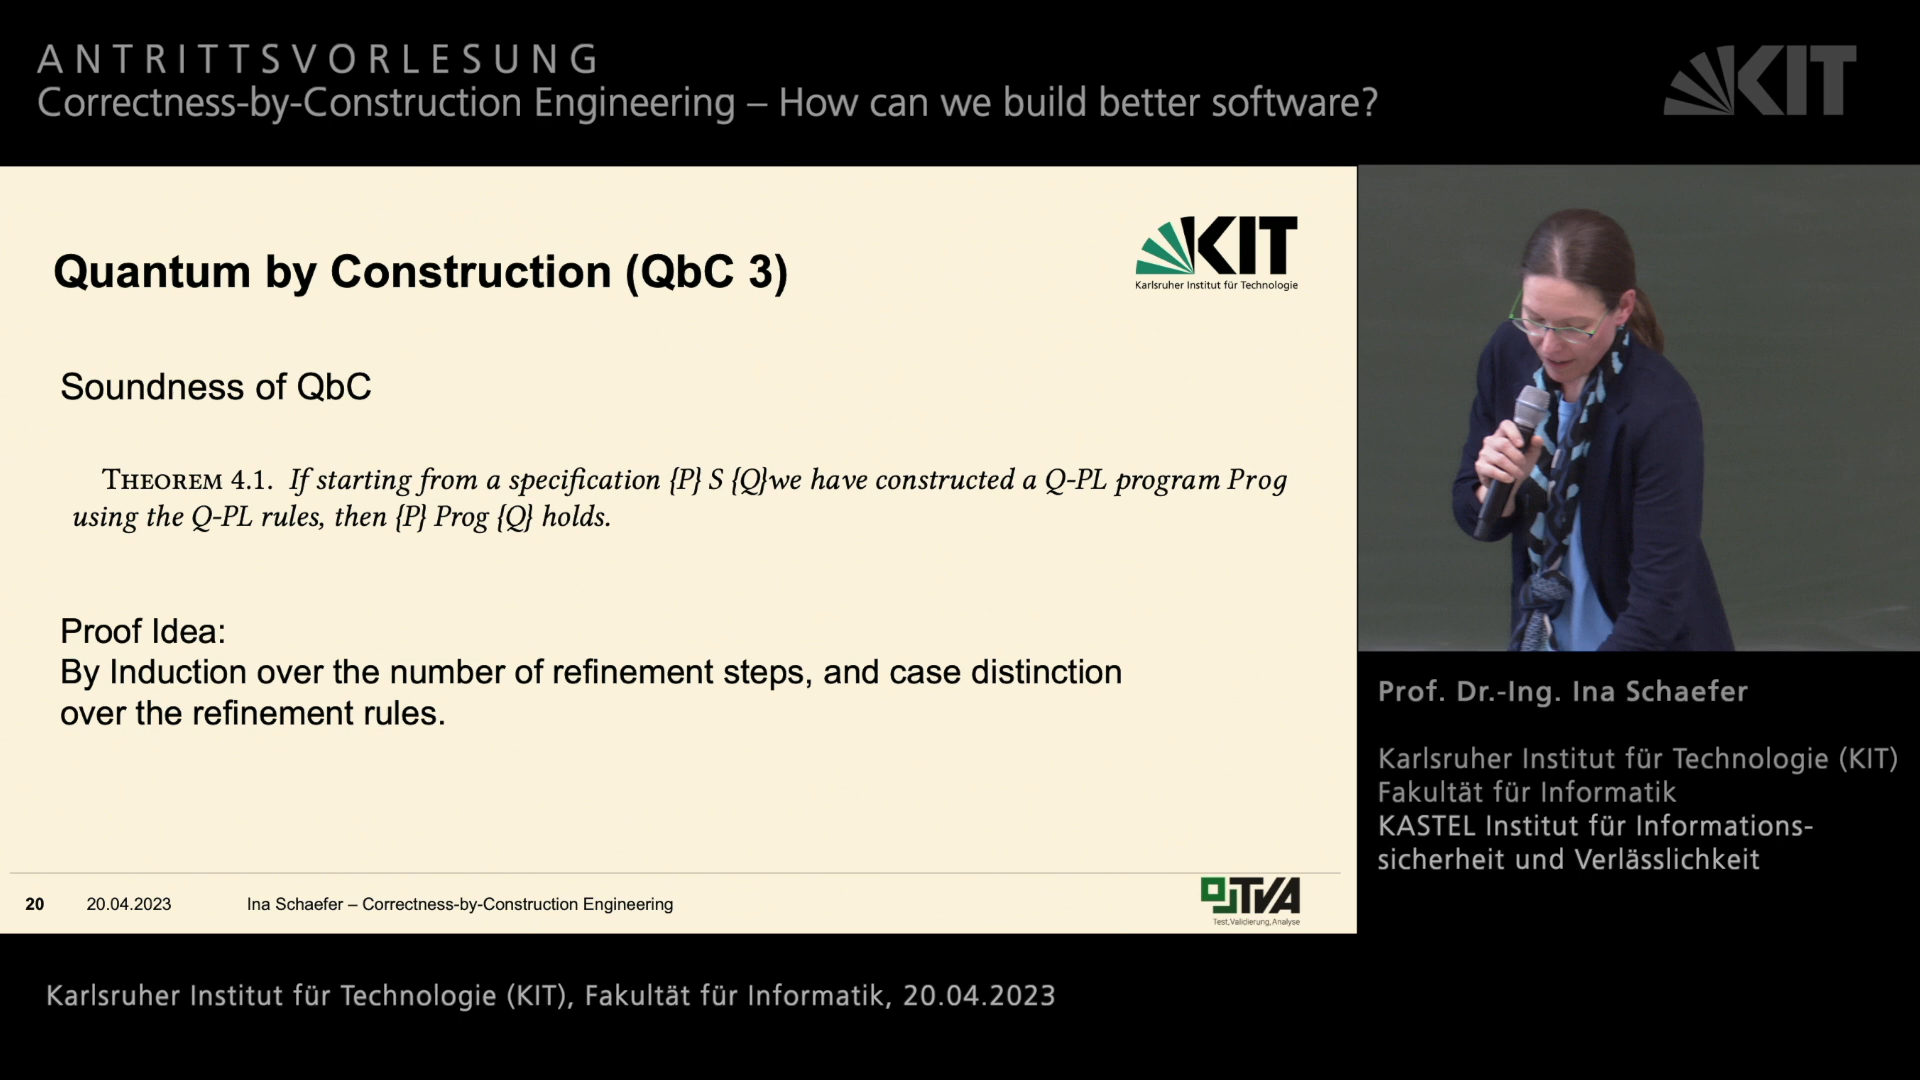 ANTRITTSVORLESUNG
Correctness-by-Construction Engineering – How can we build better software?
KIT
Quantum by Construction (QbC 3)
KIT
Karlsruher Institut für Technologie
Soundness of QbC
THEOREM 4.1. If starting from a specification {P} S {Q}we have constructed a Q-PL program Prog
using the Q-PL rules, then {P} Prog {Q} holds.
Proof Idea:
By Induction over the number of refinement steps, and case distinction
over the refinement rules.
20 20.04.2023 Ina Schaefer – Correctness-by-Construction Engineering
TVA
Test,Validierung,Analyse
Prof. Dr.-Ing. Ina Schaefer
Karlsruher Institut für Technologie (KIT)
Fakultät für Informatik
KASTEL Institut für Informations-
sicherheit und Verlässlichkeit
Karlsruher Institut für Technologie (KIT), Fakultät für Informatik, 20.04.2023